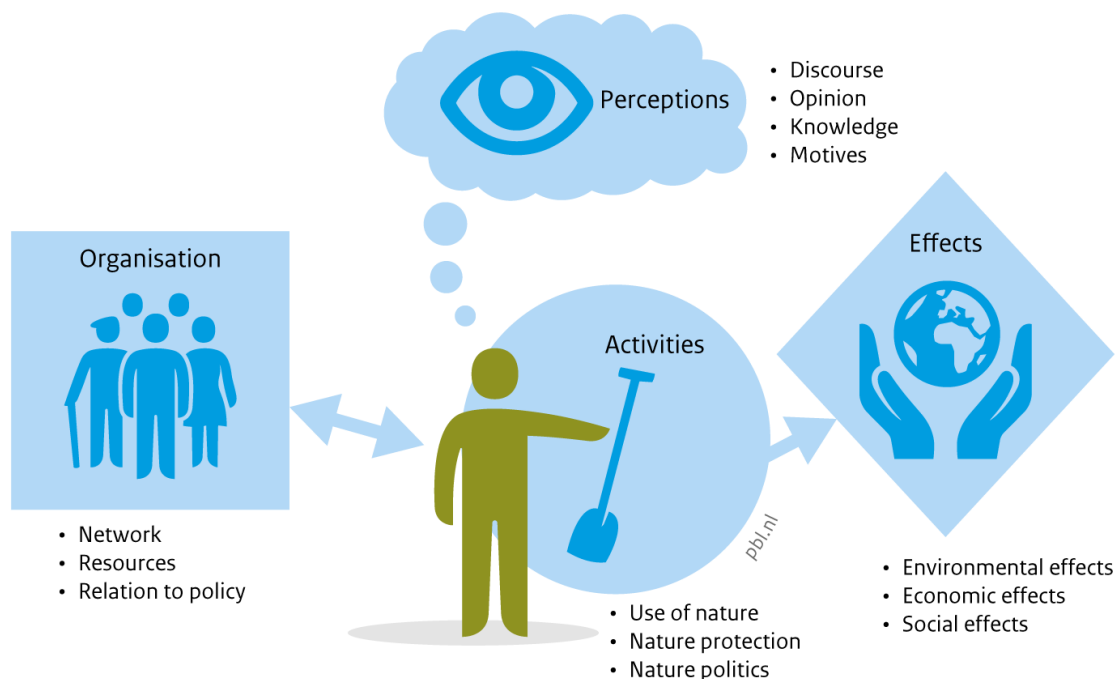 Perceptions
• Discourse
• Opinion
• Knowledge
• Motives
Organisation
• Network
• Resources
• Relation to policy
Activities
• Use of nature
• Nature protection
• Nature politics
Effects
• Environmental effects
• Economic effects
• Social effects
pbl.nl